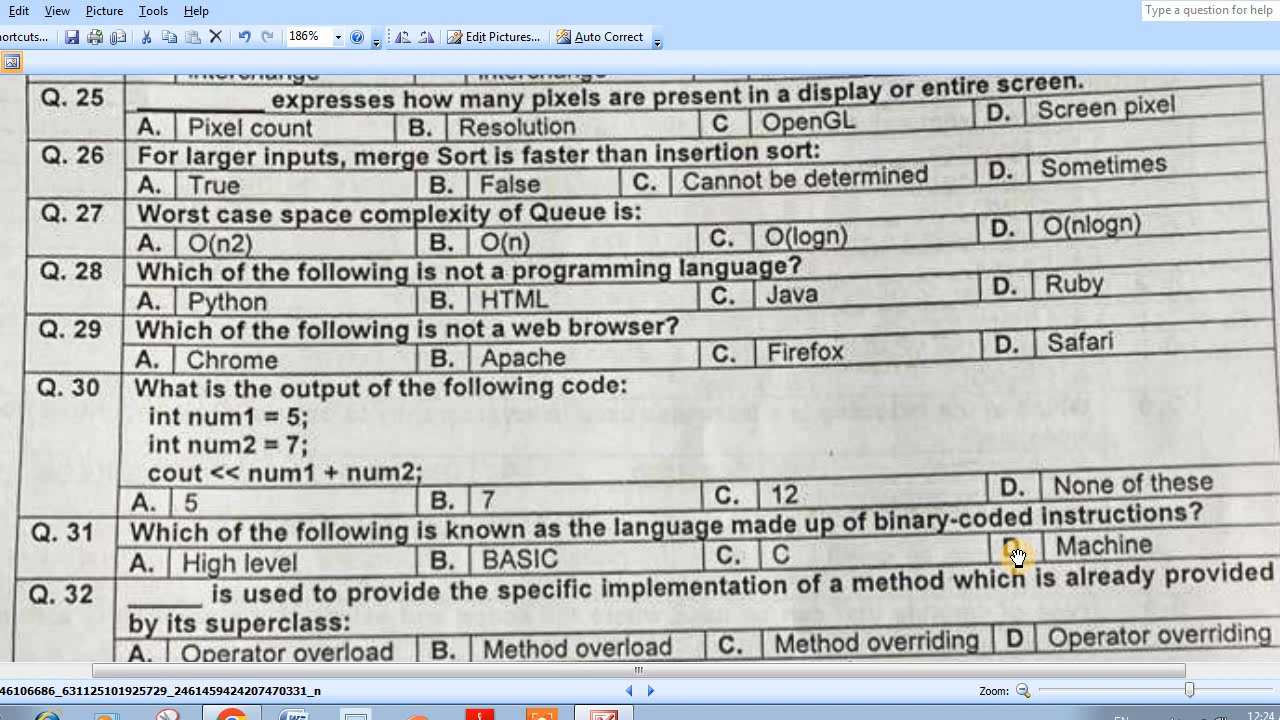 Edit View Picture Tools Help
Type a question for help
ortcuts... 186% Edit Pictures... Auto Correct
Interchange Interchange
Q. 25 ________ expresses how many pixels are present in a display or entire screen.
A. Pixel count B. Resolution C OpenGL D. Screen pixel
Q. 26 For larger inputs, merge Sort is faster than insertion sort:
A. True B. False C. Cannot be determined D. Sometimes
Q. 27 Worst case space complexity of Queue is:
A. O(n2) B. O(n) C. O(logn) D. O(nlogn)
Q. 28 Which of the following is not a programming language?
A. Python B. HTML C. Java D. Ruby
Q. 29 Which of the following is not a web browser?
A. Chrome B. Apache C. Firefox D. Safari
Q. 30 What is the output of the following code:
int num1 = 5;
int num2 = 7;
cout << num1 + num2;
A. 5 B. 7 C. 12 D. None of these
Q. 31 Which of the following is known as the language made up of binary-coded instructions?
A. High level B. BASIC C. C D. Machine
Q. 32 _____ is used to provide the specific implementation of a method which is already provided
by its superclass:
A. Operator overload B. Method overload C. Method overriding D Operator overriding
46106686_631125101925729_2461459424207470331_n
Zoom:
12:24